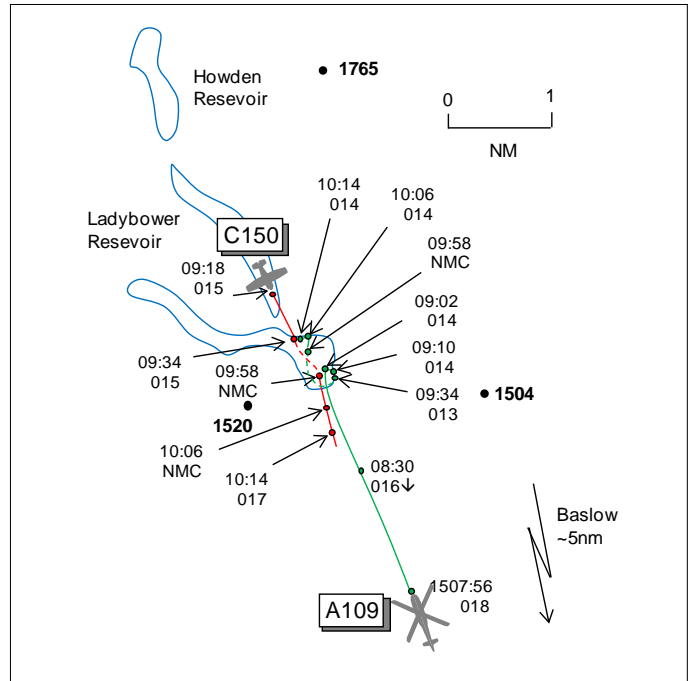 Howden
Resevoir
1765
0
1
NM
10:14
014
10:06
014
Ladybower
Resevoir
C150
09:58
NMC
09:18
015
09:02
014
09:10
014
09:34
015
09:58
NMC
09:34
013
1504
1520
10:06
NMC
10:14
017
08:30
016↓
Baslow
~5nm
1507:56
018
A109